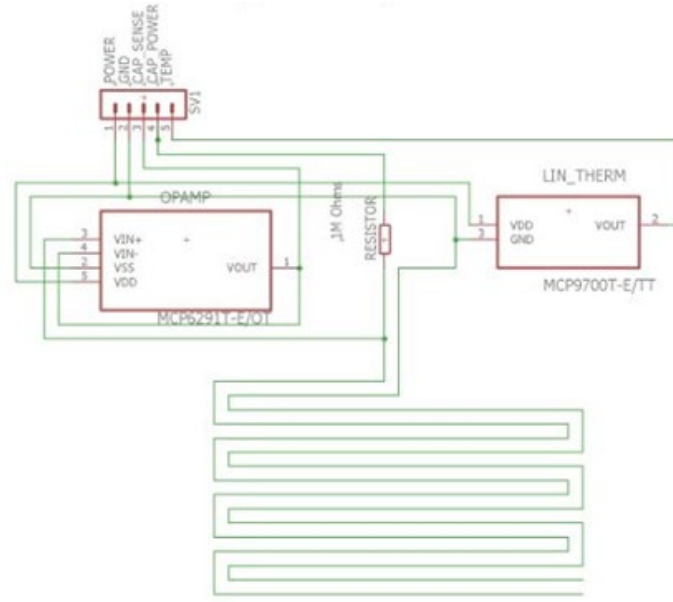 POWER
GND
CAP_SENSE
CAP_POWER
TEMP
SV1
1
2
3
4
5
OPAMP
3 VIN+
4 VIN-
2 VSS
5 VDD
VOUT 1
MCP6291T-E/OT
1M Ohms
RESISTOR
LIN_THERM
1 VDD
3 GND
VOUT 2
MCP9700T-E/TT